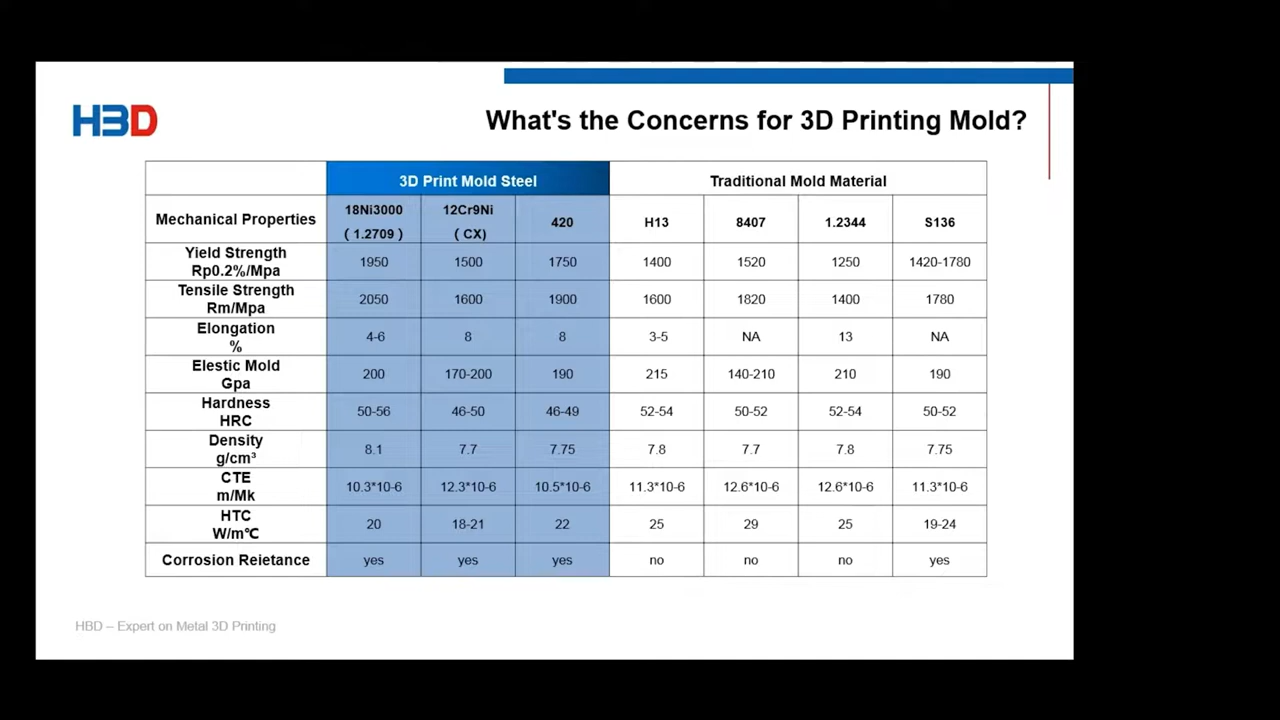 HBD
What's the Concerns for 3D Printing Mold?
3D Print Mold Steel Traditional Mold Material
Mechanical Properties 18Ni3000 ( 1.2709 ) 12Cr9Ni ( CX) 420 H13 8407 1.2344 S136
Yield Strength Rp0.2%/Mpa 1950 1500 1750 1400 1520 1250 1420-1780
Tensile Strength Rm/Mpa 2050 1600 1900 1600 1820 1400 1780
Elongation % 4-6 8 8 3-5 NA 13 NA
Elestic Mold Gpa 200 170-200 190 215 140-210 210 190
Hardness HRC 50-56 46-50 46-49 52-54 50-52 52-54 50-52
Density g/cm³ 8.1 7.7 7.75 7.8 7.7 7.8 7.75
CTE m/Mk 10.3*10-6 12.3*10-6 10.5*10-6 11.3*10-6 12.6*10-6 12.6*10-6 11.3*10-6
HTC W/m℃ 20 18-21 22 25 29 25 19-24
Corrosion Reietance yes yes yes no no no yes
HBD – Expert on Metal 3D Printing